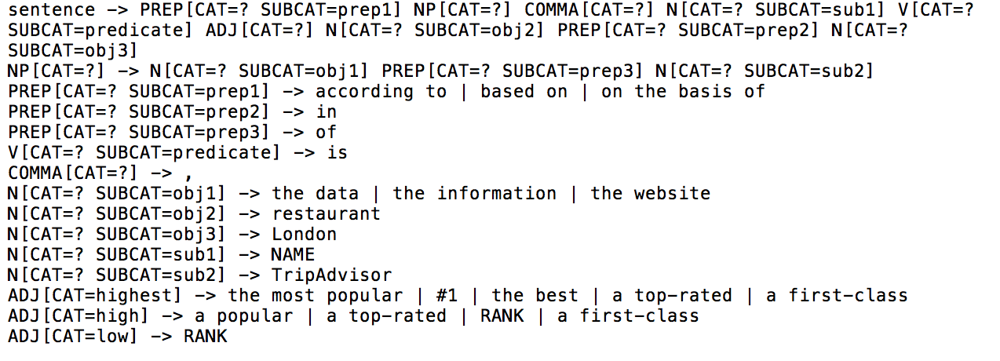 sentence -> PREP[CAT=? SUBCAT=prep1] NP[CAT=?] COMMA[CAT=?] N[CAT=? SUBCAT=sub1] V[CAT=?
SUBCAT=predicate] ADJ[CAT=?] N[CAT=? SUBCAT=obj2] PREP[CAT=? SUBCAT=prep2] N[CAT=?
SUBCAT=obj3]
NP[CAT=?] -> N[CAT=? SUBCAT=obj1] PREP[CAT=? SUBCAT=prep3] N[CAT=? SUBCAT=sub2]
PREP[CAT=? SUBCAT=prep1] -> according to | based on | on the basis of
PREP[CAT=? SUBCAT=prep2] -> in
PREP[CAT=? SUBCAT=prep3] -> of
V[CAT=? SUBCAT=predicate] -> is
COMMA[CAT=?] -> ,
N[CAT=? SUBCAT=obj1] -> the data | the information | the website
N[CAT=? SUBCAT=obj2] -> restaurant
N[CAT=? SUBCAT=obj3] -> London
N[CAT=? SUBCAT=sub1] -> NAME
N[CAT=? SUBCAT=sub2] -> TripAdvisor
ADJ[CAT=highest] -> the most popular | #1 | the best | a top-rated | a first-class
ADJ[CAT=high] -> a popular | a top-rated | RANK | a first-class
ADJ[CAT=low] -> RANK